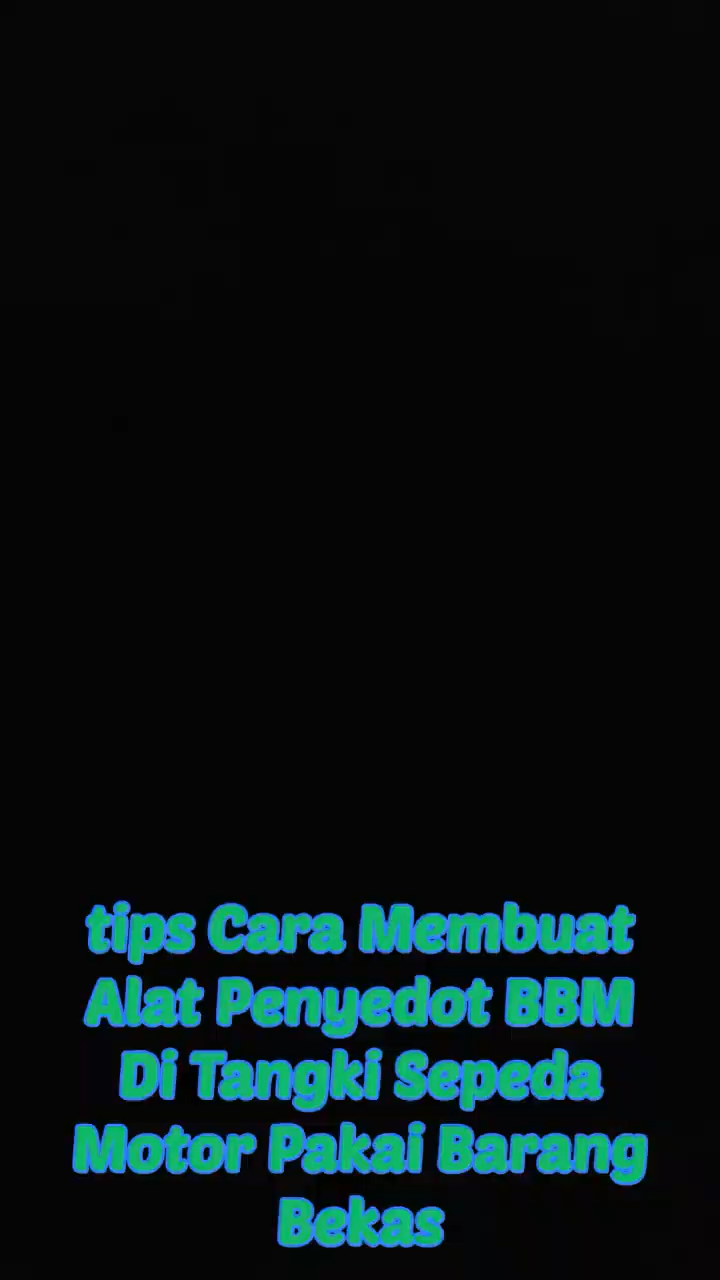 tips Cara Membuat
Alat Penyedot BBM
Di Tangki Sepeda
Motor Pakai Barang
Bekas